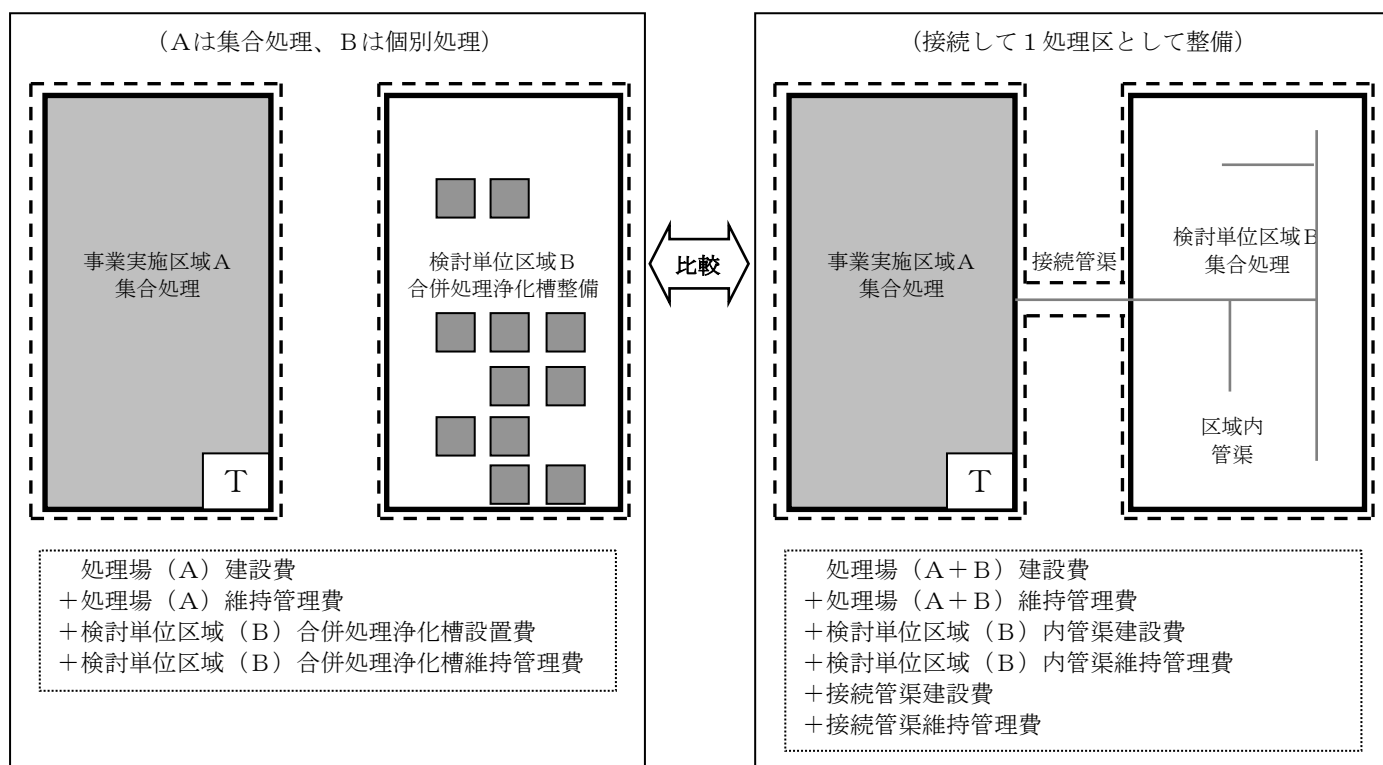 （Ａは集合処理、Ｂは個別処理）
事業実施区域Ａ
集合処理
Ｔ
検討単位区域Ｂ
合併処理浄化槽整備
処理場（Ａ）建設費
＋処理場（Ａ）維持管理費
＋検討単位区域（Ｂ）合併処理浄化槽設置費
＋検討単位区域（Ｂ）合併処理浄化槽維持管理費
比較
（接続して１処理区として整備）
事業実施区域Ａ
集合処理
Ｔ
接続管渠
検討単位区域Ｂ
集合処理
区域内
管渠
処理場（Ａ＋Ｂ）建設費
＋処理場（Ａ＋Ｂ）維持管理費
＋検討単位区域（Ｂ）内管渠建設費
＋検討単位区域（Ｂ）内管渠維持管理費
＋接続管渠建設費
＋接続管渠維持管理費